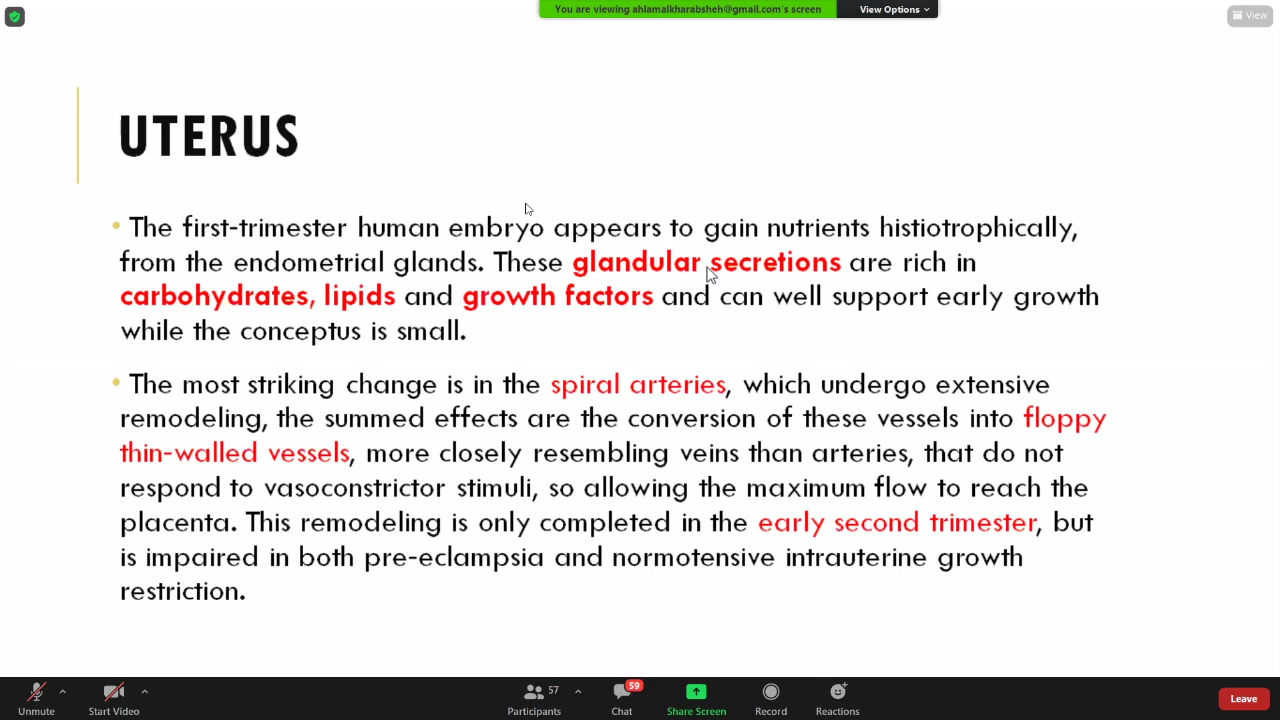 You are viewing ahlamalkharabsheh@gmail.com's screen
View Options
View
UTERUS
• The first-trimester human embryo appears to gain nutrients histiotrophically,
from the endometrial glands. These glandular secretions are rich in
carbohydrates, lipids and growth factors and can well support early growth
while the conceptus is small.
• The most striking change is in the spiral arteries, which undergo extensive
remodeling, the summed effects are the conversion of these vessels into floppy
thin-walled vessels, more closely resembling veins than arteries, that do not
respond to vasoconstrictor stimuli, so allowing the maximum flow to reach the
placenta. This remodeling is only completed in the early second trimester, but
is impaired in both pre-eclampsia and normotensive intrauterine growth
restriction.
Unmute
Start Video
57
Participants
59
Chat
Share Screen
Record
Reactions
Leave